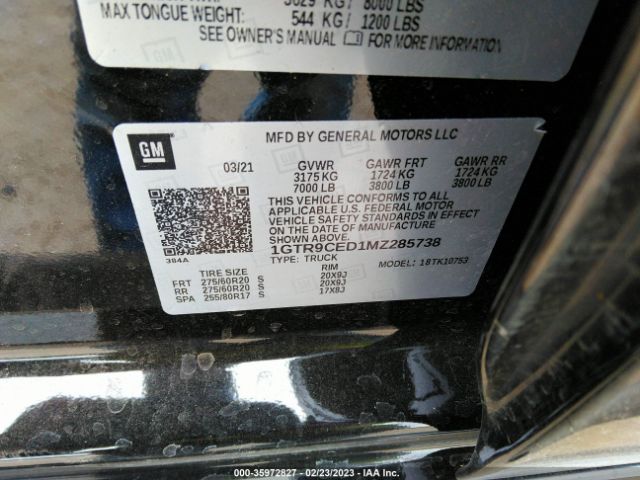 3629 KG/ 8000 LBS
MAX TONGUE WEIGHT: 544 KG/ 1200 LBS
SEE OWNER'S MANUAL FOR MORE INFORMATION
GM
MFD BY GENERAL MOTORS LLC
03/21 GVWR GAWR FRT GAWR RR
3175 KG 1724 KG 1724 KG
7000 LB 3800 LB 3800 LB
THIS VEHICLE CONFORMS TO ALL
APPLICABLE U.S. FEDERAL MOTOR
VEHICLE SAFETY STANDARDS IN EFFECT
ON THE DATE OF MANUFACTURE
SHOWN ABOVE.
1GTR9CED1MZ285738
384A
TYPE: TRUCK MODEL: 18TK10753
TIRE SIZE RIM
FRT 275/60R20 S 20X9J
RR 275/60R20 S 20X9J
SPA 255/80R17 S 17X8J
000-35972827 - 02/23/2023 - IAA Inc.